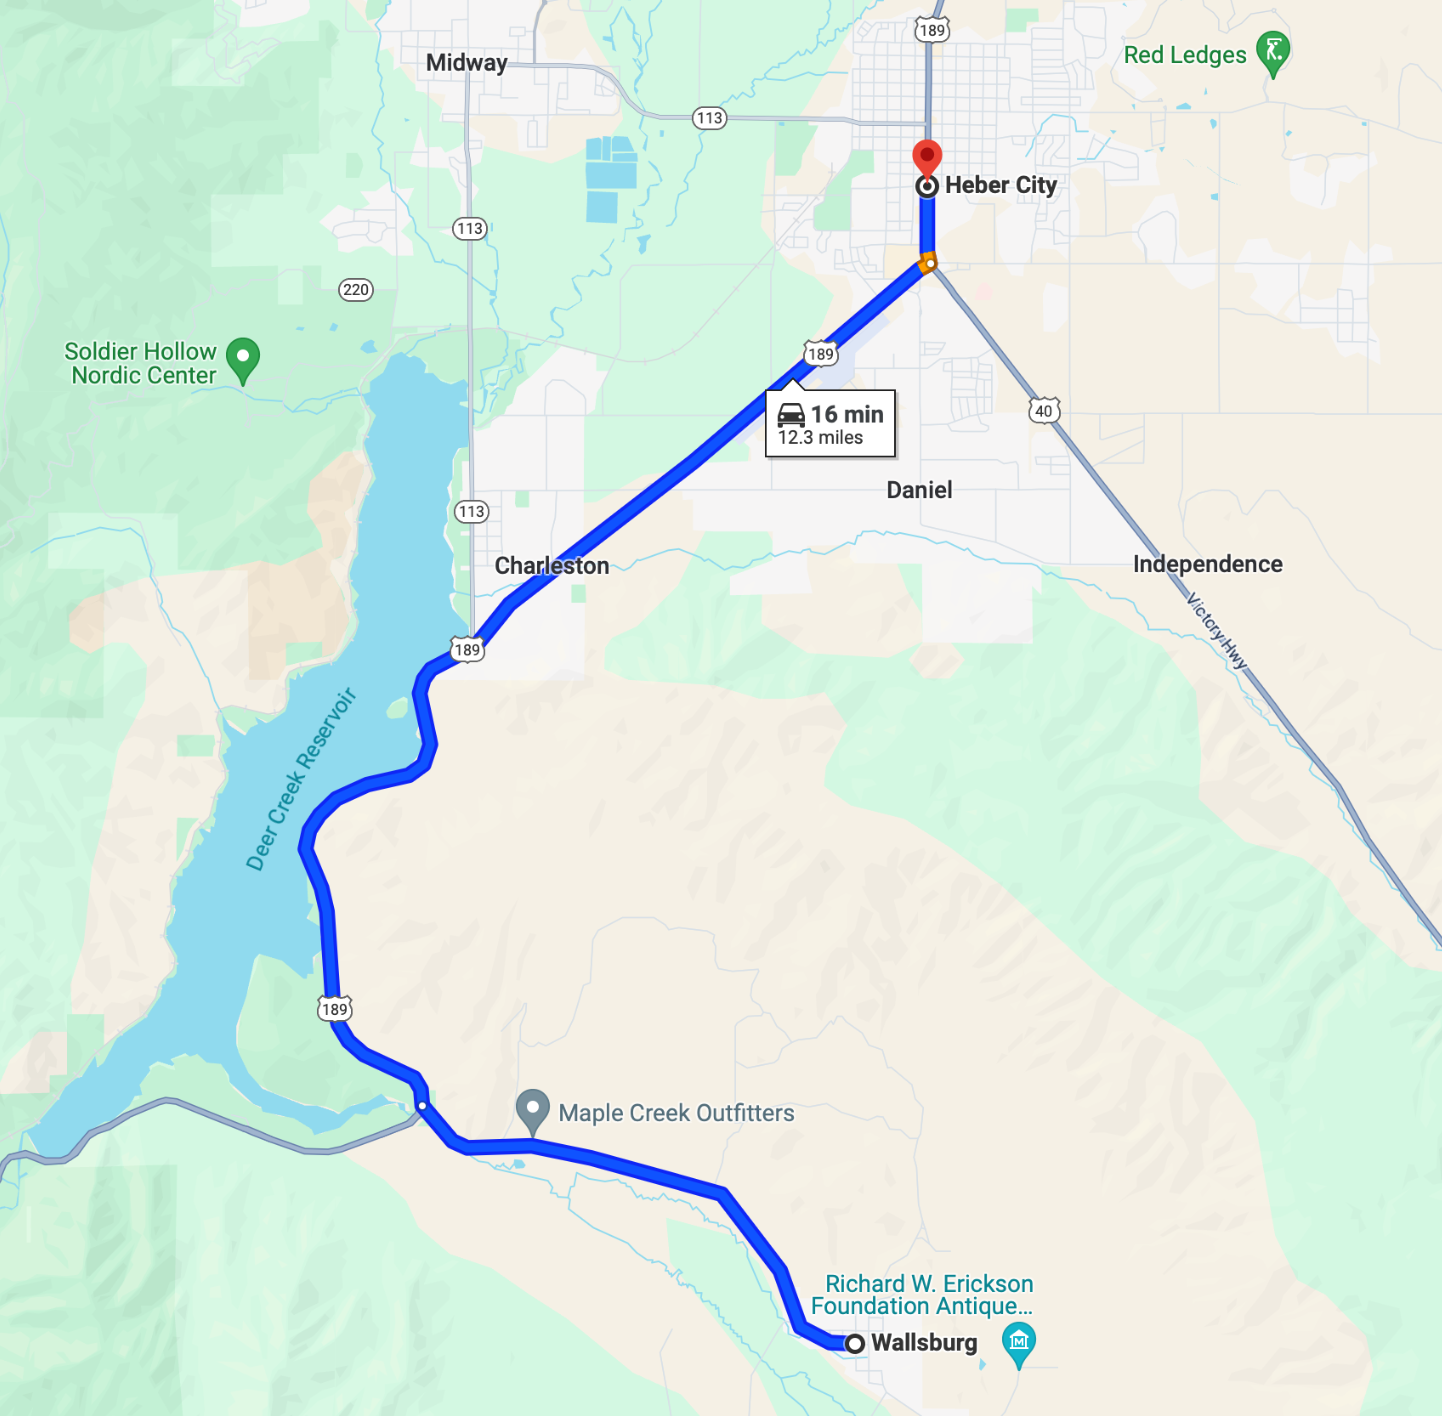 189
Midway
Red Ledges
113
Heber City
113
220
Soldier Hollow
Nordic Center
189
16 min
12.3 miles
40
Daniel
113
Charleston
Independence
Victory Hwy
189
Deer Creek Reservoir
189
Maple Creek Outfitters
Richard W. Erickson
Foundation Antique...
Wallsburg
M